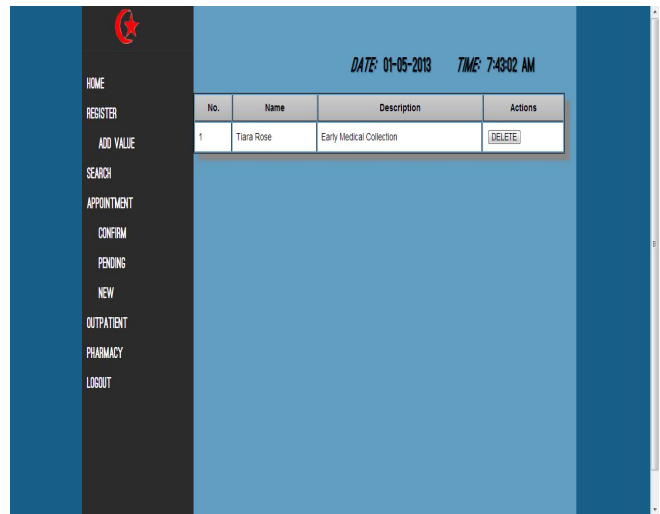 DATE: 01-05-2013 TIME: 7:43:02 AM
HOME
REGISTER
ADD VALUE
SEARCH
APPOINTMENT
CONFIRM
PENDING
NEW
OUTPATIENT
PHARMACY
LOGOUT
No. Name Description Actions
1 Tiara Rose Early Medical Collection DELETE